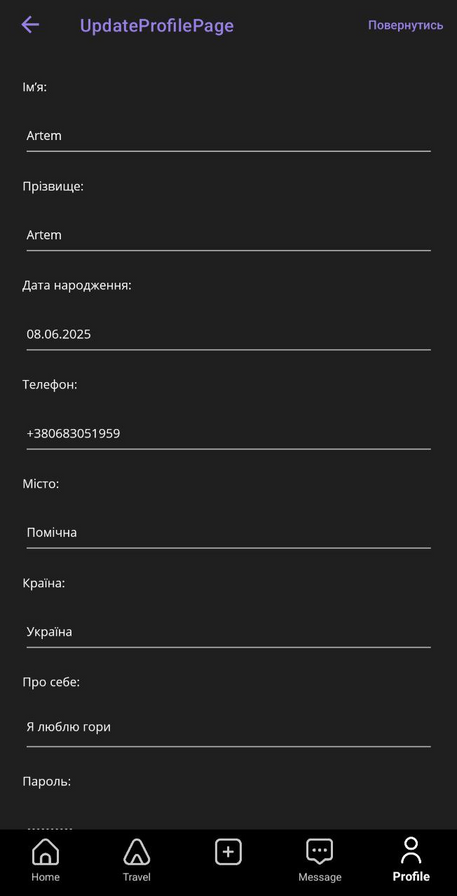 UpdateProfilePage
Повернутись
Ім'я:
Artem
Прізвище:
Artem
Дата народження:
08.06.2025
Телефон:
+380683051959
Місто:
Помічна
Країна:
Україна
Про себе:
Я люблю гори
Пароль:
Home
Travel
Message
Profile